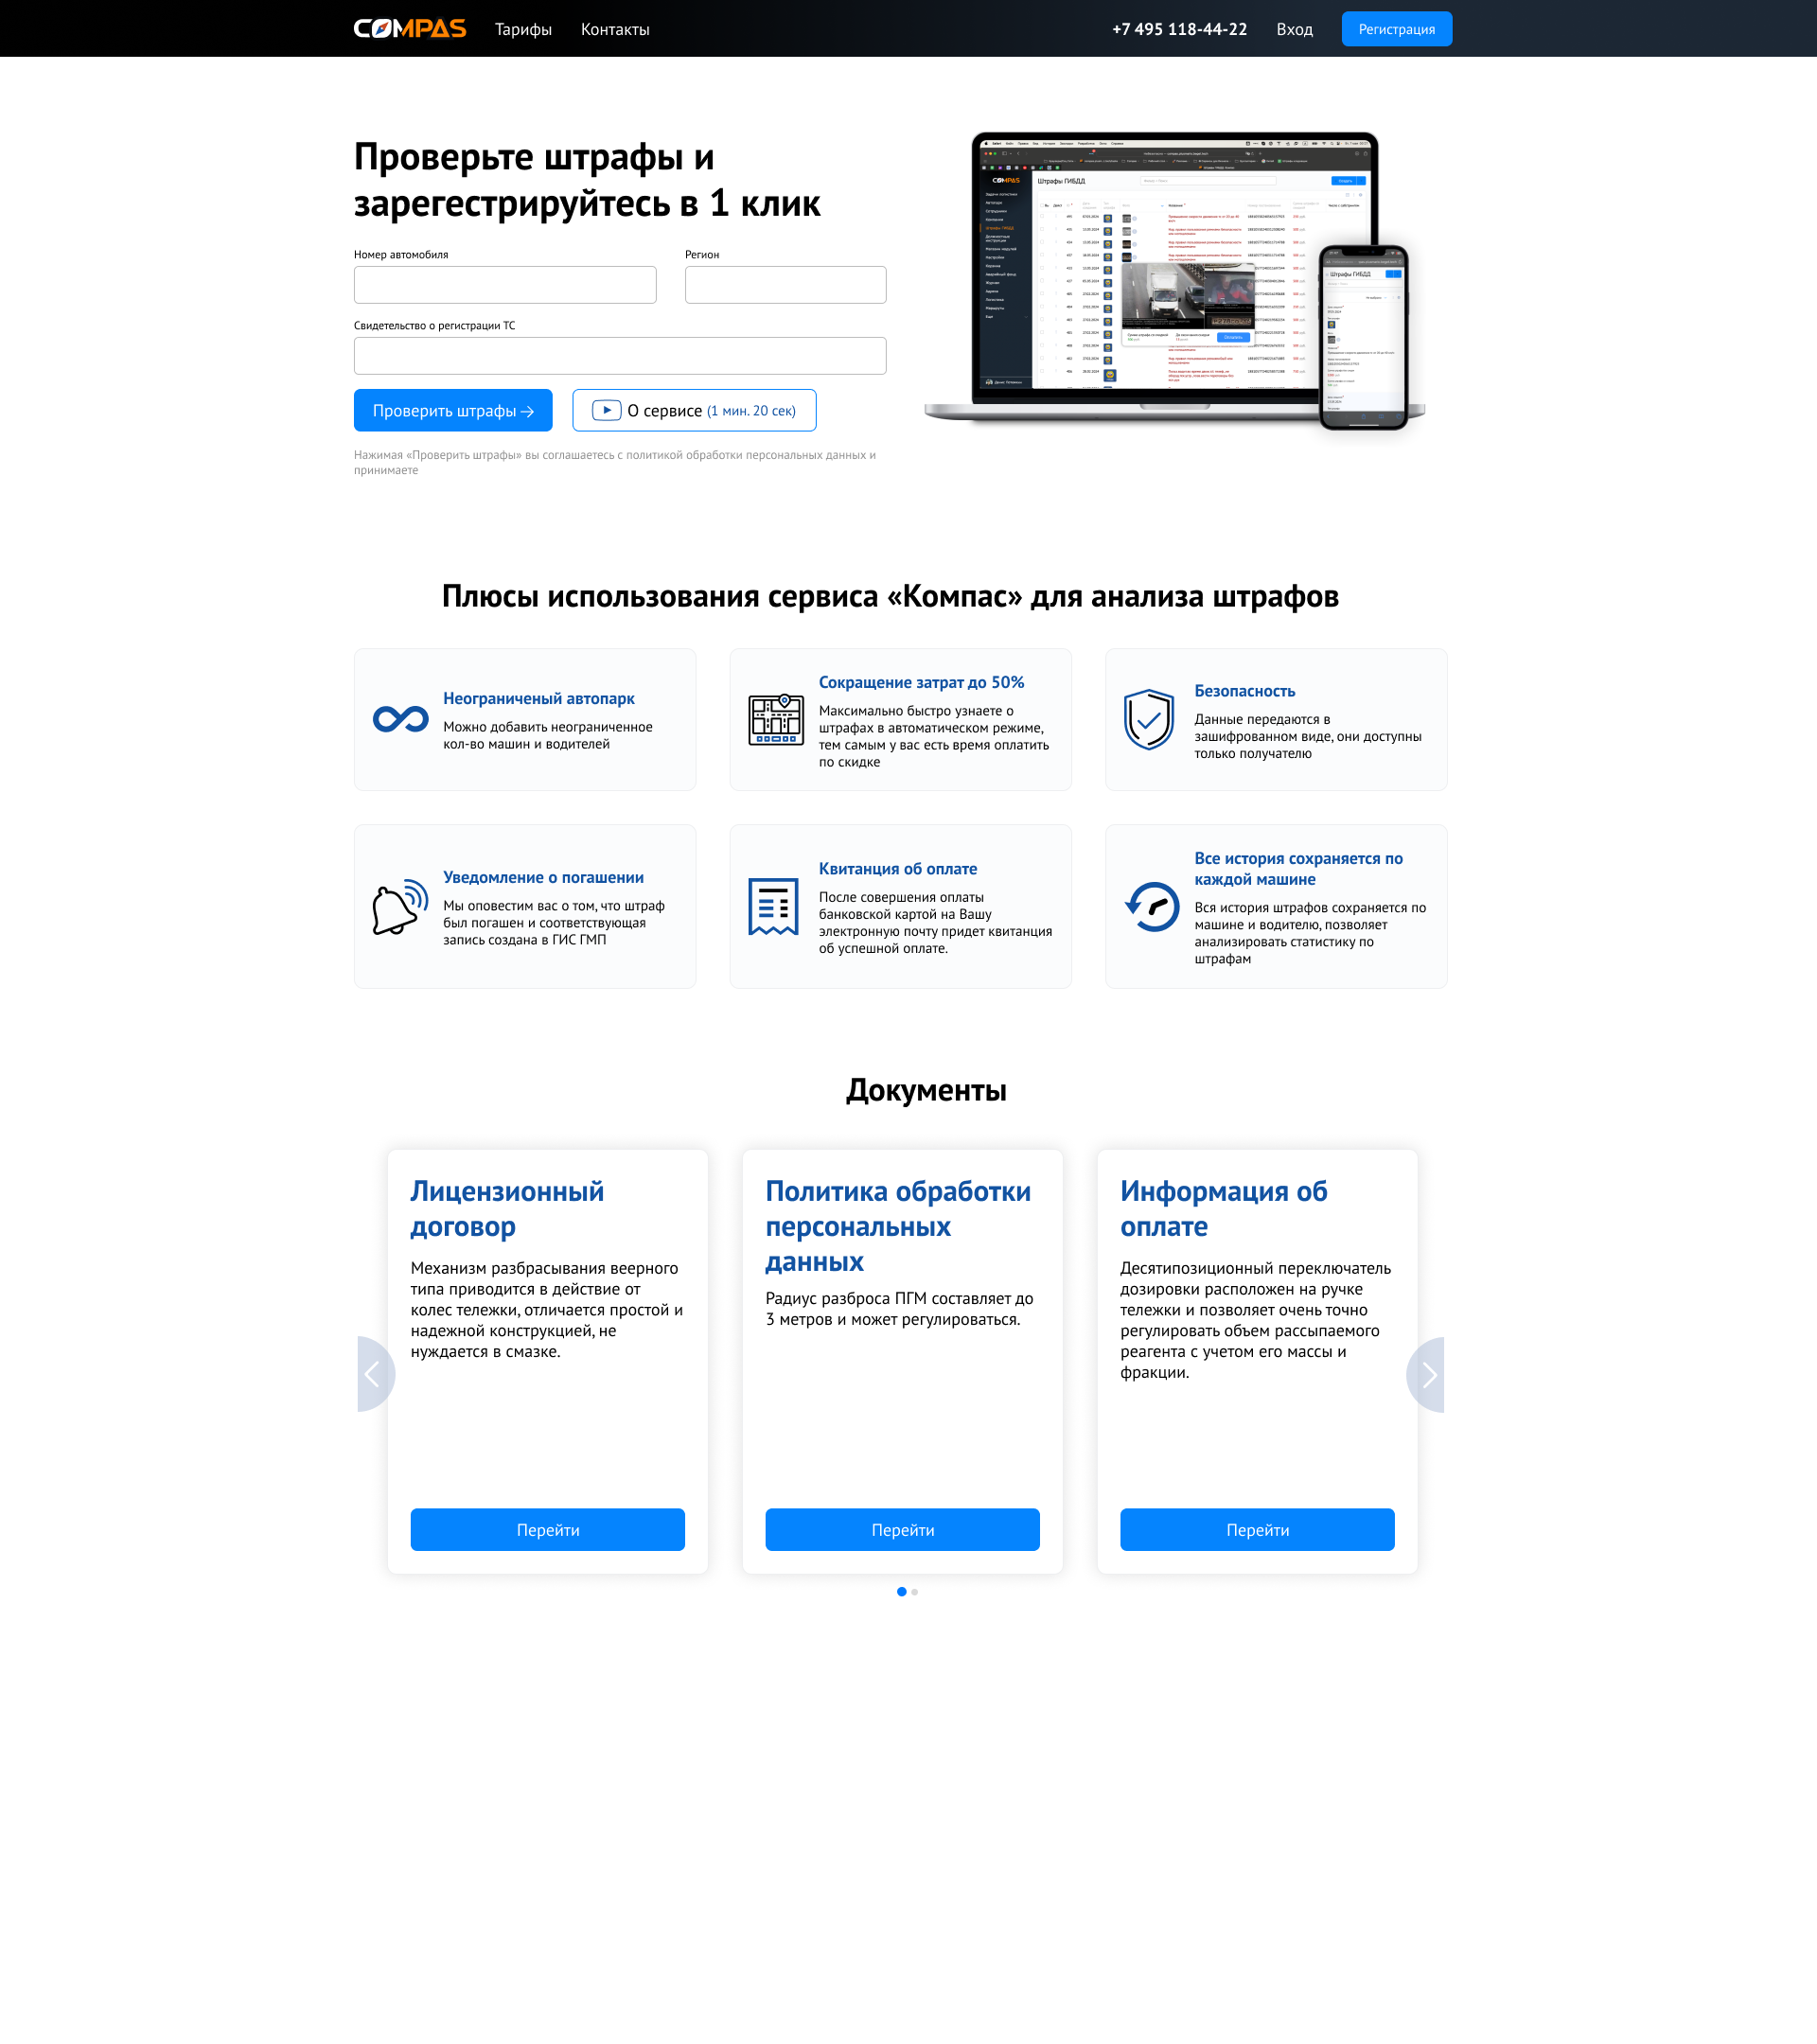 COMPAS Тарифы Контакты +7 495 118-44-22 Вход Регистрация
Проверьте штрафы и
зарегестрируйтесь в 1 клик
Номер автомобиля Регион
Свидетельство о регистрации ТС
Проверить штрафы → О сервисе (1 мин. 20 сек)
Нажимая «Проверить штрафы» вы соглашаетесь с политикой обработки персональных данных и
принимаете
COMPAS
Штрафы ГИБДД
Штрафы ГИБДД
Плюсы использования сервиса «Компас» для анализа штрафов
Неограниченый автопарк
Можно добавить неограниченное
кол-во машин и водителей
Сокращение затрат до 50%
Максимально быстро узнаете о
штрафах в автоматическом режиме,
тем самым у вас есть время оплатить
по скидке
Безопасность
Данные передаются в
зашифрованном виде, они доступны
только получателю
Уведомление о погашении
Мы оповестим вас о том, что штраф
был погашен и соответствующая
запись создана в ГИС ГМП
Квитанция об оплате
После совершения оплаты
банковской картой на Вашу
электронную почту придет квитанция
об успешной оплате.
Все история сохраняется по
каждой машине
Вся история штрафов сохраняется по
машине и водителю, позволяет
анализировать статистику по
штрафам
Документы
Лицензионный
договор
Механизм разбрасывания веерного
типа приводится в действие от
колес тележки, отличается простой и
надежной конструкцией, не
нуждается в смазке.
Перейти
Политика обработки
персональных
данных
Радиус разброса ПГМ составляет до
3 метров и может регулироваться.
Перейти
Информация об
оплате
Десятипозиционный переключатель
дозировки расположен на ручке
тележки и позволяет очень точно
регулировать объем рассыпаемого
реагента с учетом его массы и
фракции.
Перейти